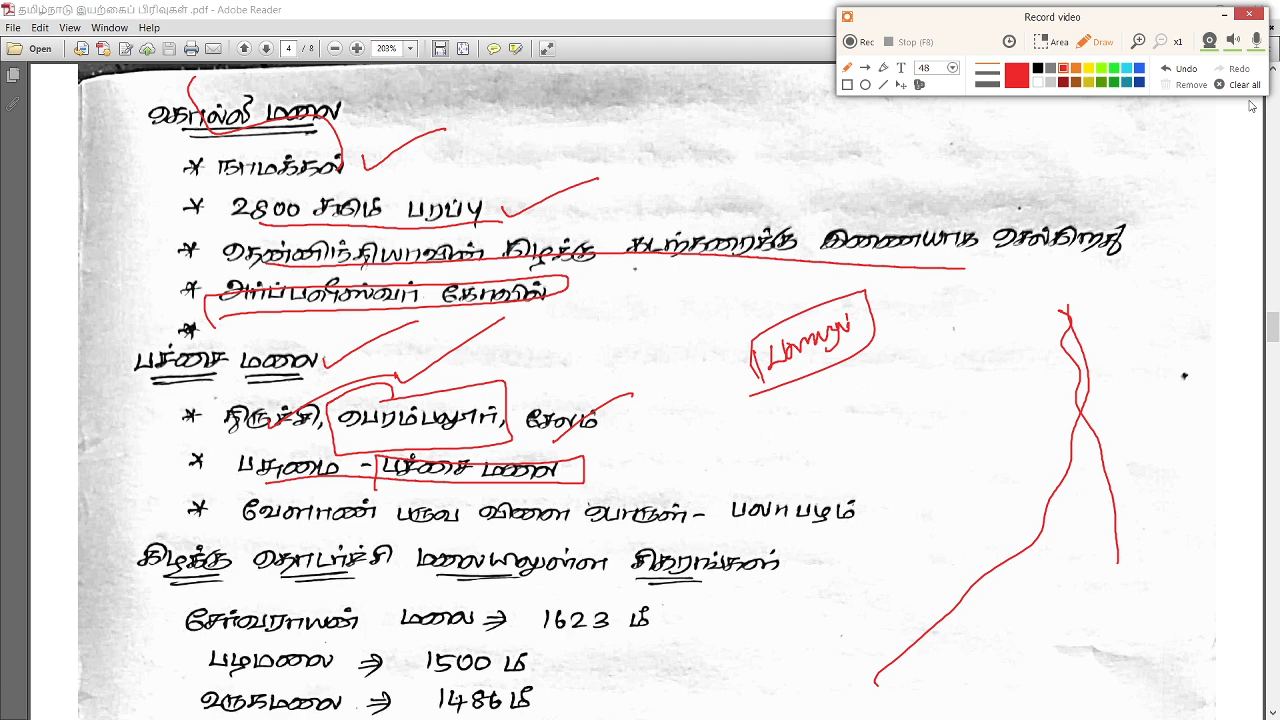 தமிழ்நாடு இயற்கைப் பிரிவுகள் .pdf - Adobe Reader
File Edit View Window Help
Open 4 / 8 203%
Record video
Rec Stop (F8) Area Draw x1
T 48 Undo Redo
Remove Clear all
கொல்லி மலை
* நாமக்கல்
* 2800 சகிமீ பரப்பு
* தென்னிந்தியாவின் கிழக்கு கடற்கரைக்கு இணையாக செல்கிறது
* அர்ப்பளீஸ்வர் கோவில்
*
பச்சை மலை
* திருச்சி, பெரம்பலூர், சேலம்
* பசுமை - பச்சை மலை
* வேளாண் பருவ விளை பொருள் - பலாபழம்
கிழக்கு தொடர்ச்சி மலையிலுள்ள சிகரங்கள்
சேர்வராயன் மலை ⇒ 1623 மீ
பழமலை ⇒ 1500 மீ
உருகமலை ⇒ 1486 மீ